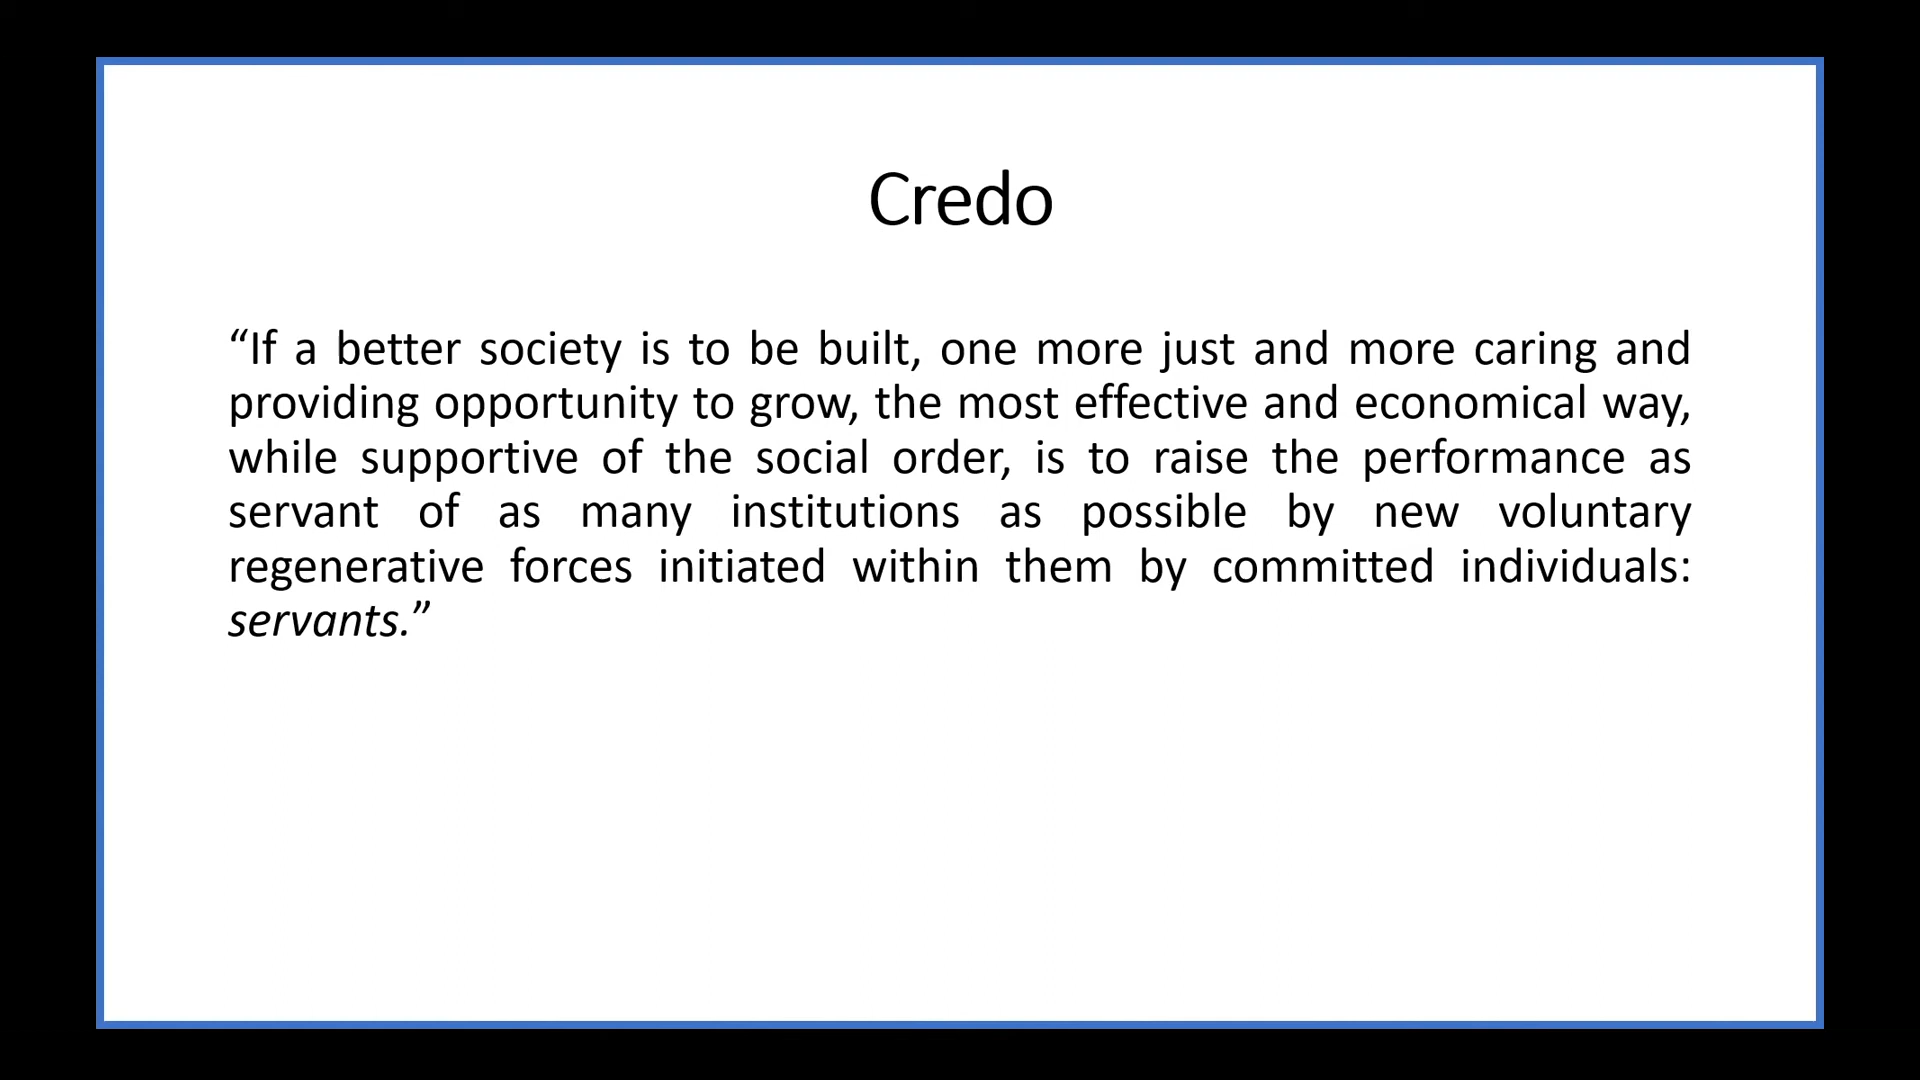 Credo
“If a better society is to be built, one more just and more caring and
providing opportunity to grow, the most effective and economical way,
while supportive of the social order, is to raise the performance as
servant of as many institutions as possible by new voluntary
regenerative forces initiated within them by committed individuals:
servants.”